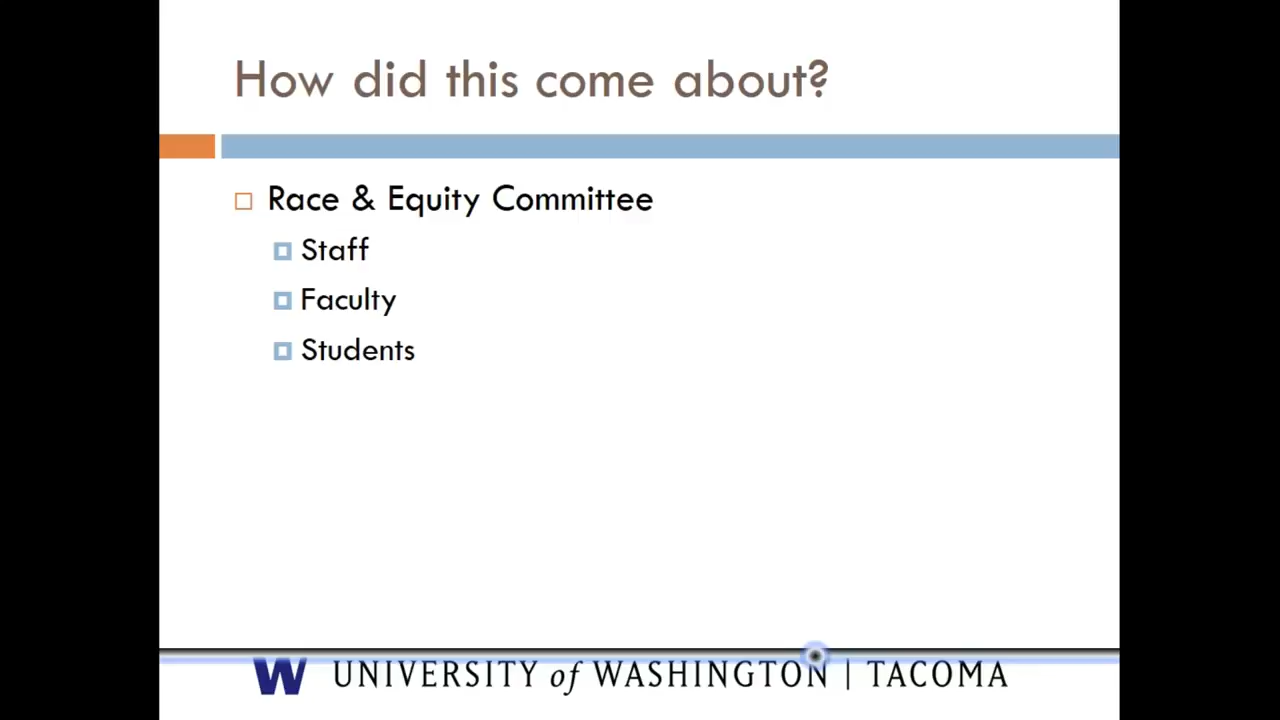 How did this come about?
Race & Equity Committee
Staff
Faculty
Students
W UNIVERSITY of WASHINGTON | TACOMA